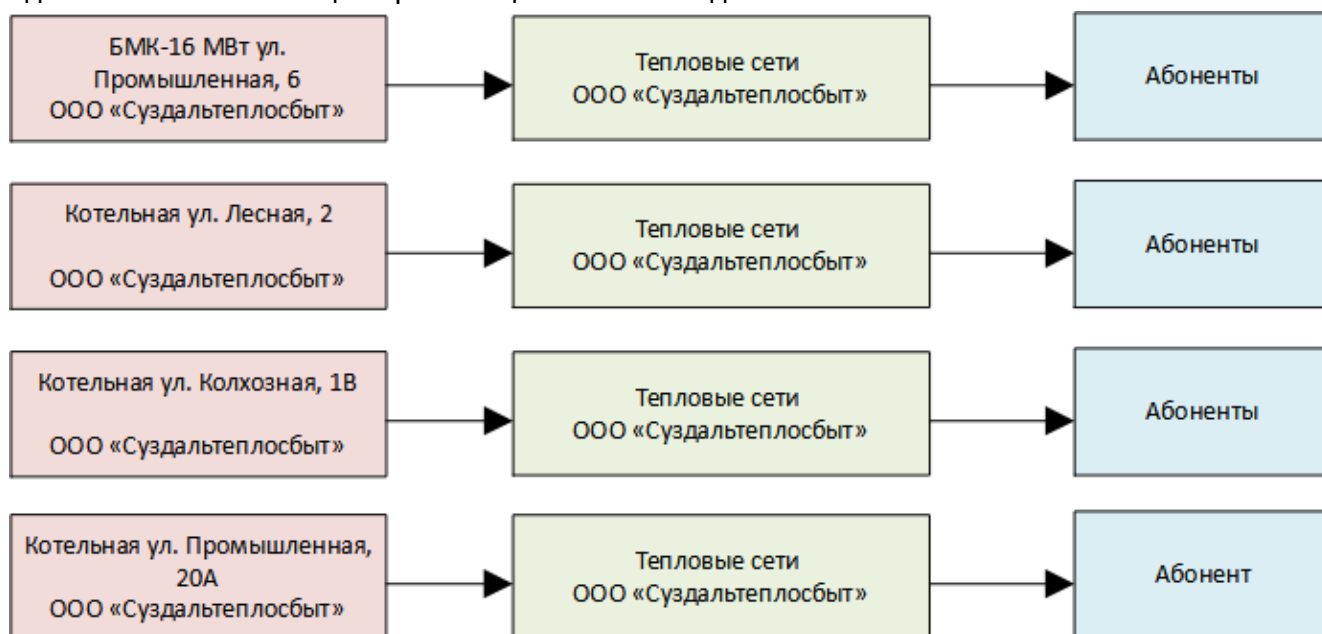 БМК-16 МВт ул.
Промышленная, 6
ООО «Суздальтеплосбыт»
Тепловые сети
ООО «Суздальтеплосбыт»
Абоненты
Котельная ул. Лесная, 2
ООО «Суздальтеплосбыт»
Тепловые сети
ООО «Суздальтеплосбыт»
Абоненты
Котельная ул. Колхозная, 1В
ООО «Суздальтеплосбыт»
Тепловые сети
ООО «Суздальтеплосбыт»
Абоненты
Котельная ул. Промышленная,
20А
ООО «Суздальтеплосбыт»
Тепловые сети
ООО «Суздальтеплосбыт»
Абонент